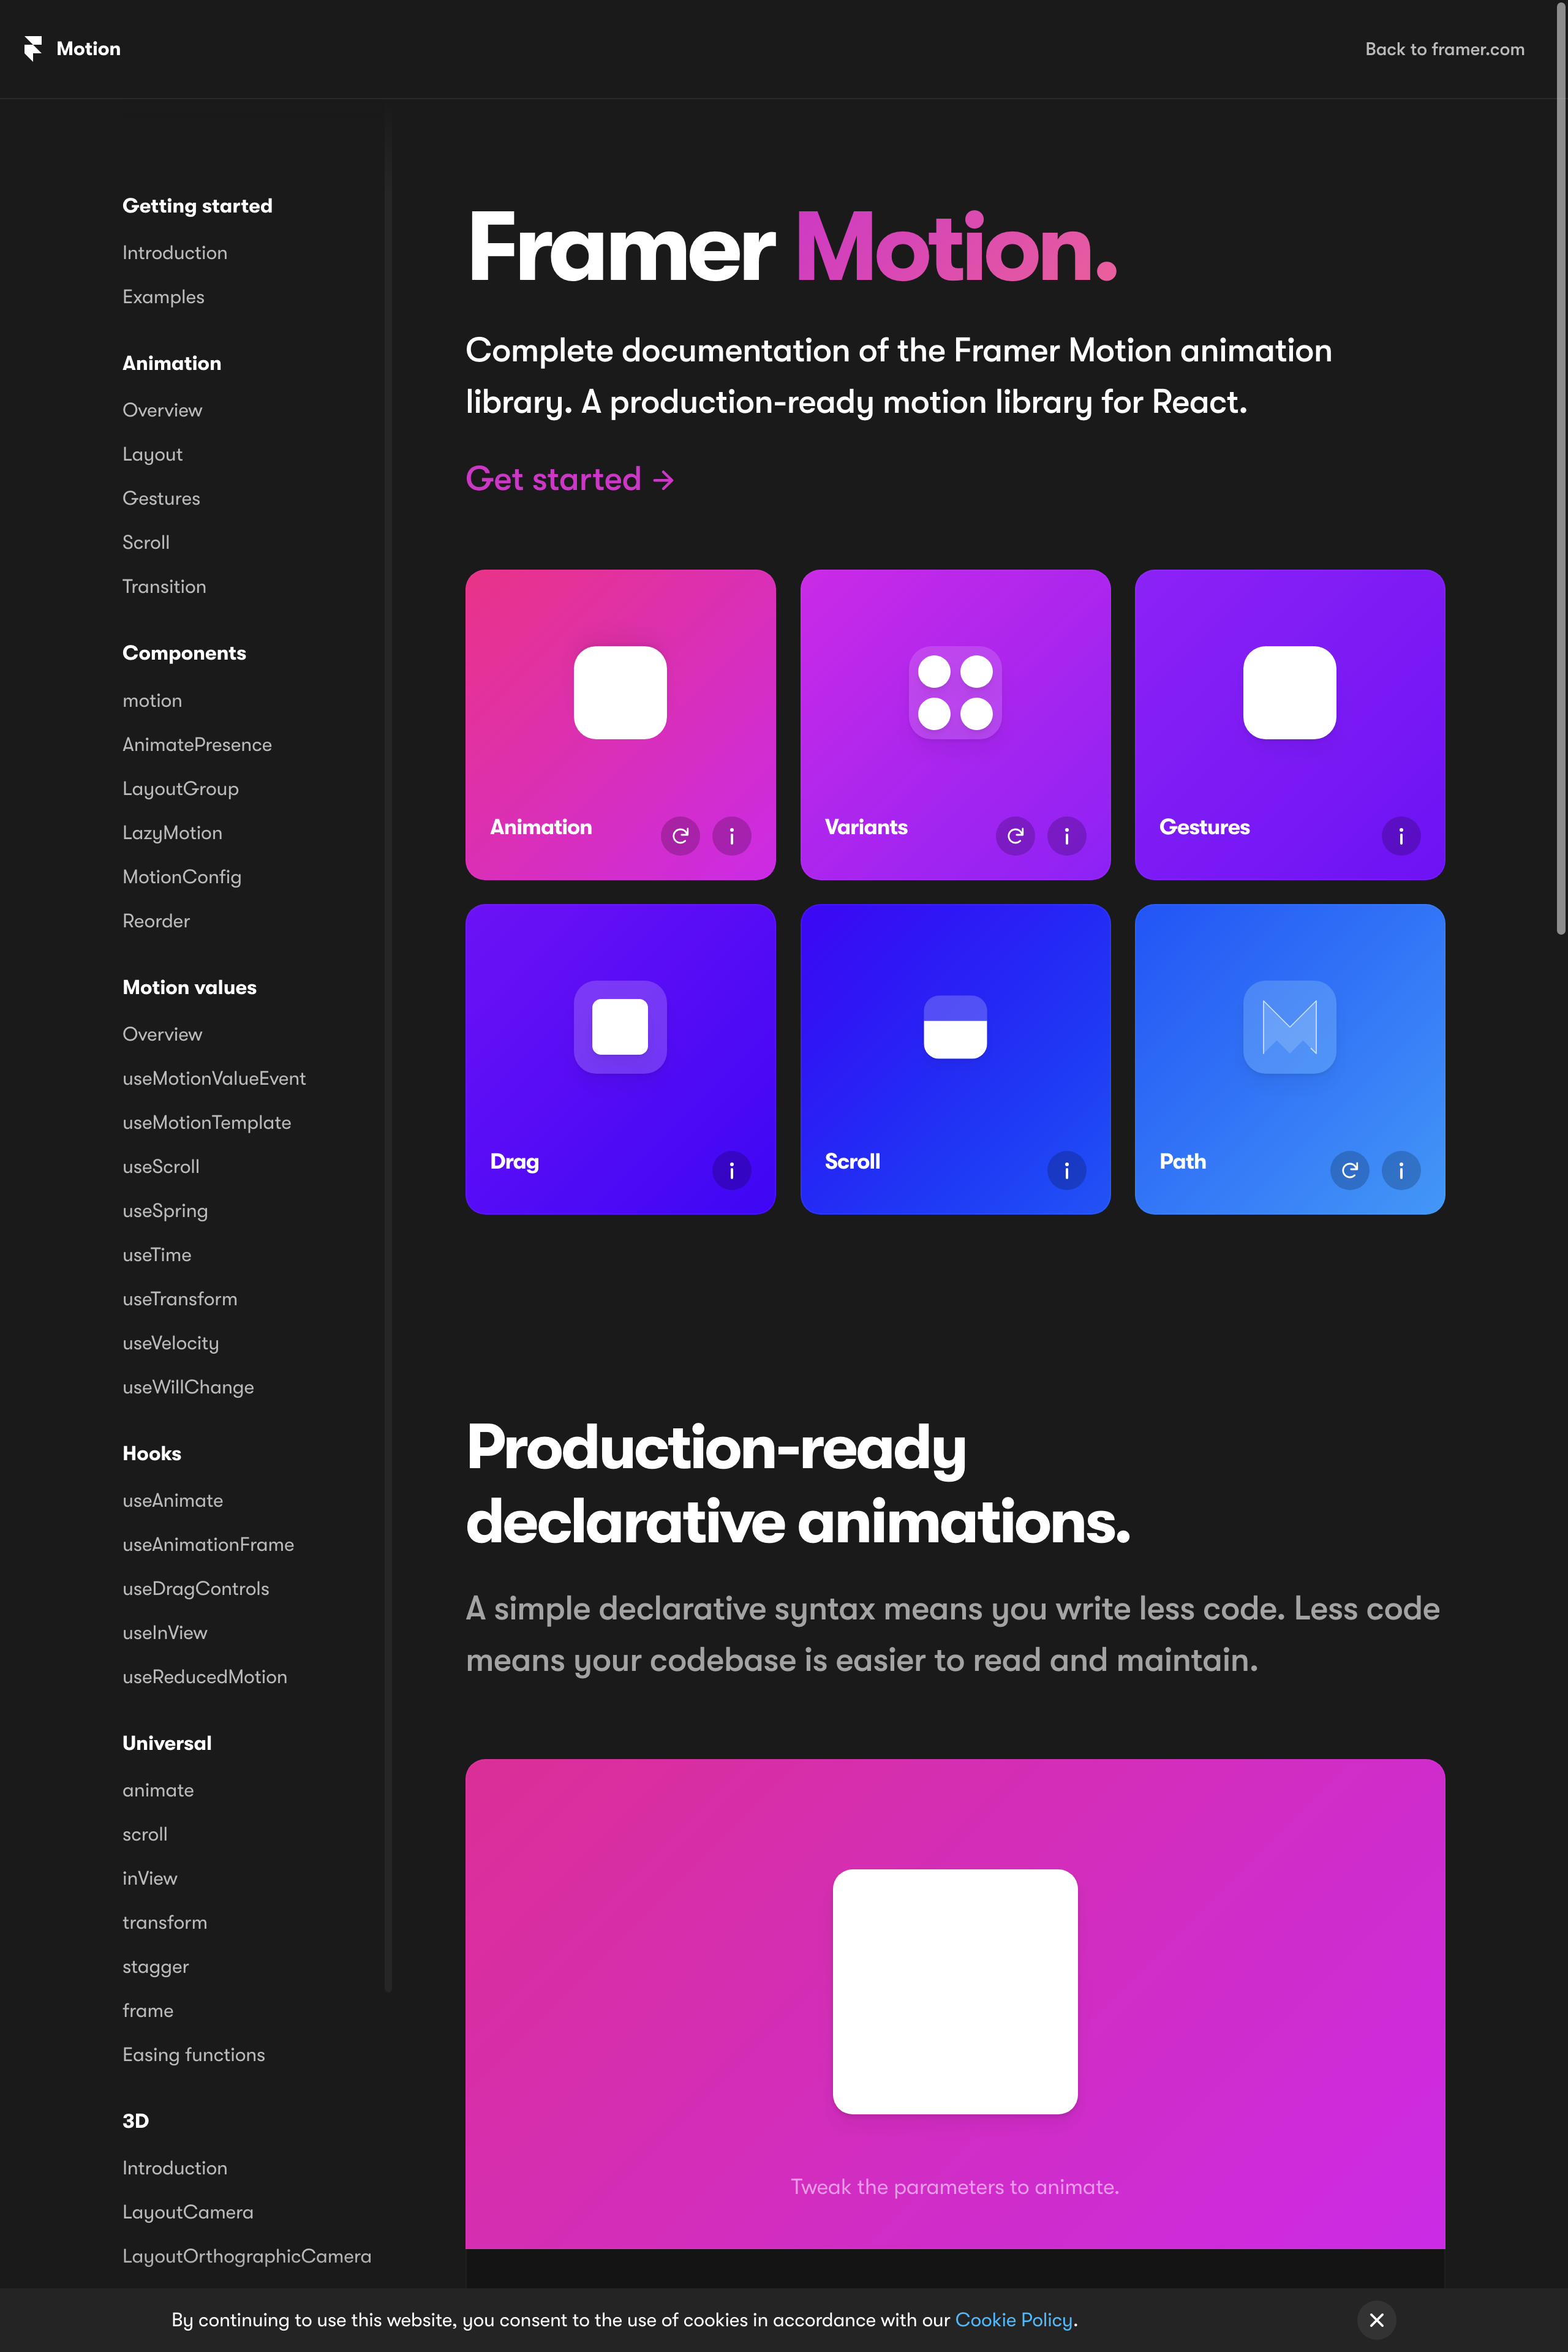 Motion
Back to framer.com
Getting started
Introduction
Examples
Animation
Overview
Layout
Gestures
Scroll
Transition
Components
motion
AnimatePresence
LayoutGroup
LazyMotion
MotionConfig
Reorder
Motion values
Overview
useMotionValueEvent
useMotionTemplate
useScroll
useSpring
useTime
useTransform
useVelocity
useWillChange
Hooks
useAnimate
useAnimationFrame
useDragControls
useInView
useReducedMotion
Universal
animate
scroll
inView
transform
stagger
frame
Easing functions
3D
Introduction
LayoutCamera
LayoutOrthographicCamera
Framer Motion.
Complete documentation of the Framer Motion animation
library. A production-ready motion library for React.
Get started →
Animation
Variants
Gestures
Drag
Scroll
Path
Production-ready
declarative animations.
A simple declarative syntax means you write less code. Less code
means your codebase is easier to read and maintain.
Tweak the parameters to animate.
By continuing to use this website, you consent to the use of cookies in accordance with our Cookie Policy.